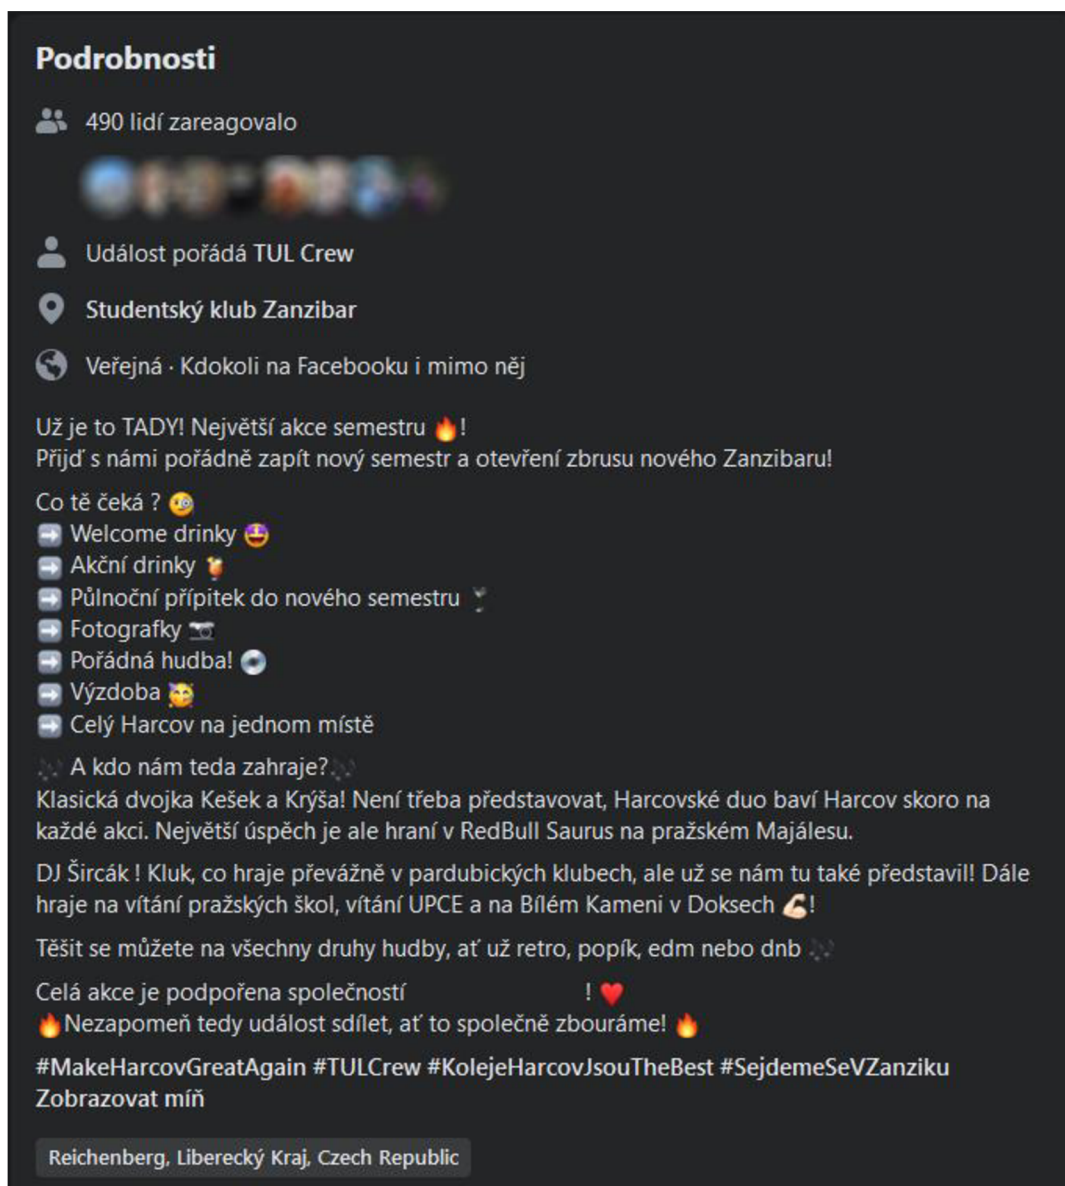 Podrobnosti
490 lidí zareagovalo
Událost pořádá TUL Crew
Studentský klub Zanzibar
Veřejná · Kdokoli na Facebooku i mimo něj
Už je to TADY! Největší akce semestru 🔥!
Přijď s námi pořádně zapít nový semestr a otevření zbrusu nového Zanzibaru!
Co tě čeká ? 🧐
➡️ Welcome drinky 🤩
➡️ Akční drinky 🍹
➡️ Půlnoční přípitek do nového semestru 🍸
➡️ Fotografky 📷
➡️ Pořádná hudba! 💿
➡️ Výzdoba 🥳
➡️ Celý Harcov na jednom místě
🎶 A kdo nám teda zahraje?🎶
Klasická dvojka Kešek a Krýša! Není třeba představovat, Harcovské duo baví Harcov skoro na
každé akci. Největší úspěch je ale hraní v RedBull Saurus na pražském Majálesu.
DJ Šircák ! Kluk, co hraje převážně v pardubických klubech, ale už se nám tu také představil! Dále
hraje na vítání pražských škol, vítání UPCE a na Bílém Kameni v Doksech 💪🏻!
Těšit se můžete na všechny druhy hudby, ať už retro, popík, edm nebo dnb 🎶
Celá akce je podpořena společností ! ❤️
🔥Nezapomeň tedy událost sdílet, ať to společně zbouráme! 🔥
#MakeHarcovGreatAgain #TULCrew #KolejeHarcovJsouTheBest #SejdemeSeVZanziku
Zobrazovat míň
Reichenberg, Liberecký Kraj, Czech Republic